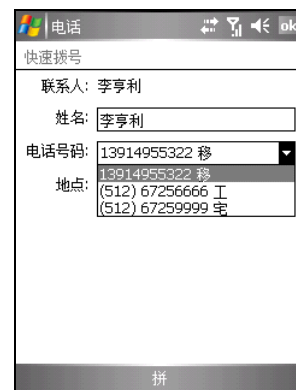 电话 ok
快速拨号
联系人: 李亨利
姓名: 李亨利
电话号码: 13914955322 移
13914955322 移
地点: (512) 67256666 工
(512) 67259999 宅
拼